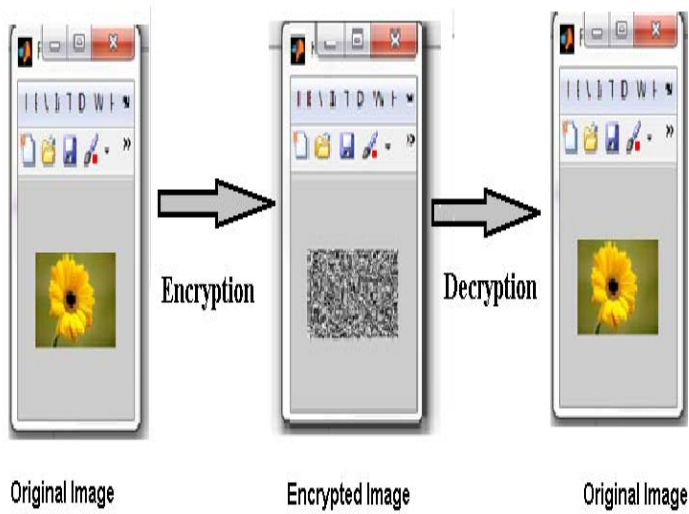 Encryption
Decryption
Original Image
Encrypted Image
Original Image